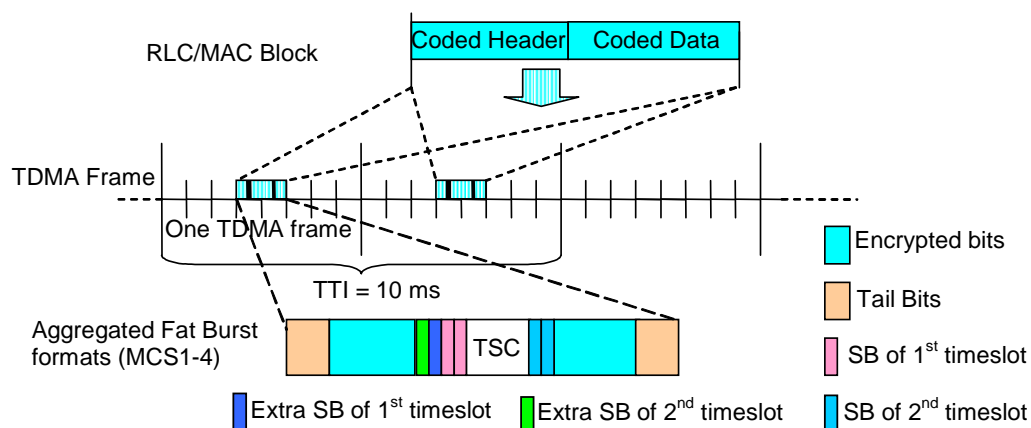 Coded Header Coded Data
RLC/MAC Block
TDMA Frame
One TDMA frame
Encrypted bits
TTI = 10 ms
Tail Bits
Aggregated Fat Burst
formats (MCS1-4)
TSC
SB of 1st timeslot
Extra SB of 1st timeslot
Extra SB of 2nd timeslot
SB of 2nd timeslot